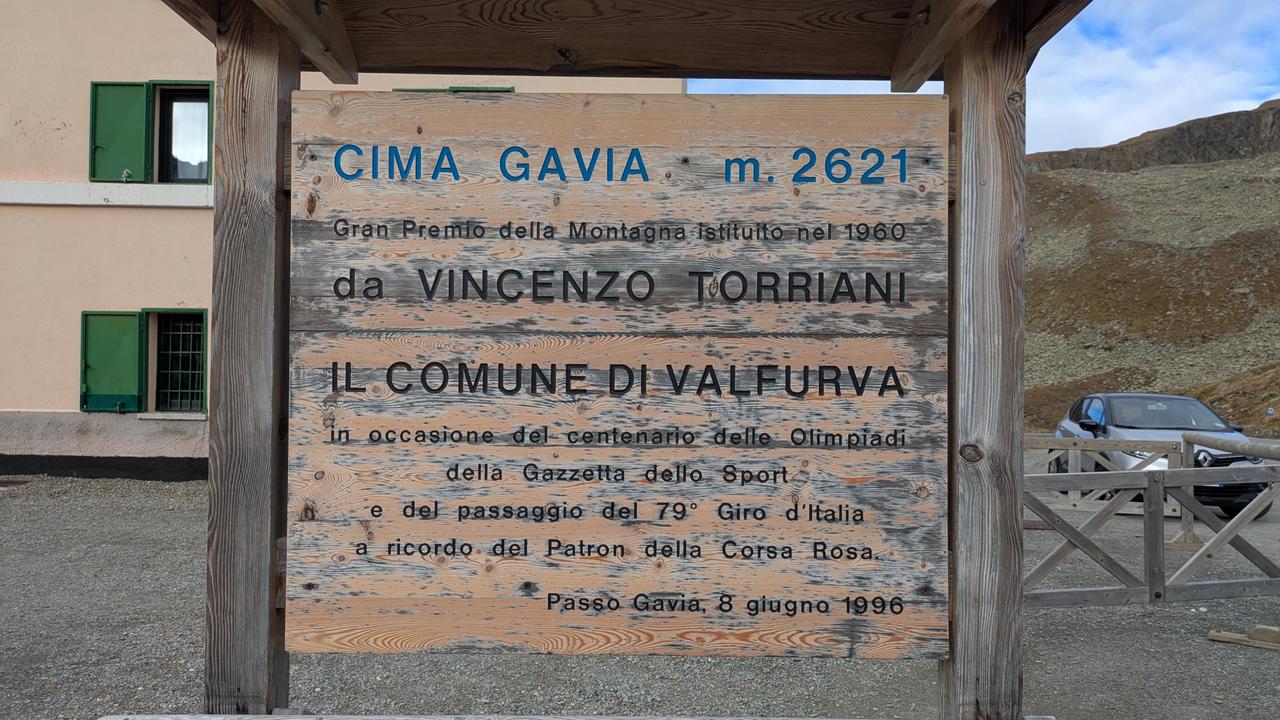 CIMA GAVIA m. 2621
Gran Premio della Montagna istituito nel 1960
da VINCENZO TORRIANI
IL COMUNE DI VALFURVA
in occasione del centenario delle Olimpiadi
della Gazzetta dello Sport
e del passaggio del 79° Giro d'Italia
a ricordo del Patron della Corsa Rosa.
Passo Gavia, 8 giugno 1996